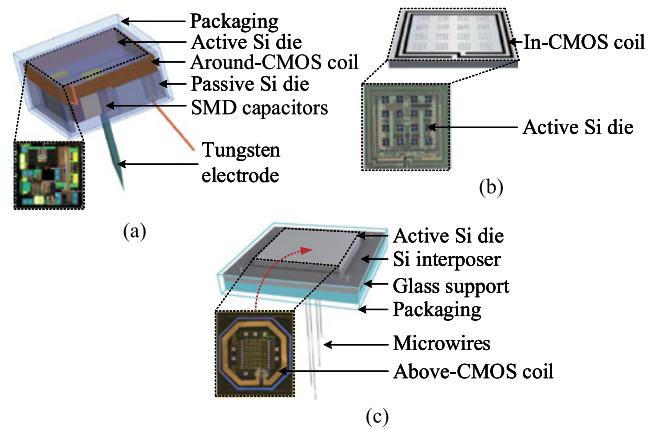 Packaging
Active Si die
Around-CMOS coil
Passive Si die
SMD capacitors
Tungsten
electrode
(a)
(b)
In-CMOS coil
Active Si die
(b)
Active Si die
Si interposer
Glass support
Packaging
Microwires
Above-CMOS coil
(c)